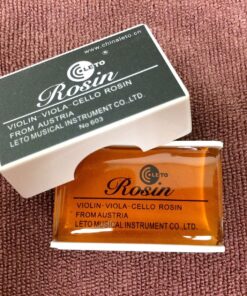 www.chinaleto.cn
LETO
Rosin
VIOLIN-VIOLA-CELLO ROSIN
FROM AUSTRIA
LETO MUSICAL INSTRUMENT CO.,LTD.
No 603
LETO
Rosin
VIOLIN-VIOLA-CELLO ROSIN
FROM AUSTRIA
LETO MUSICAL INSTRUMENT CO.,LTD.